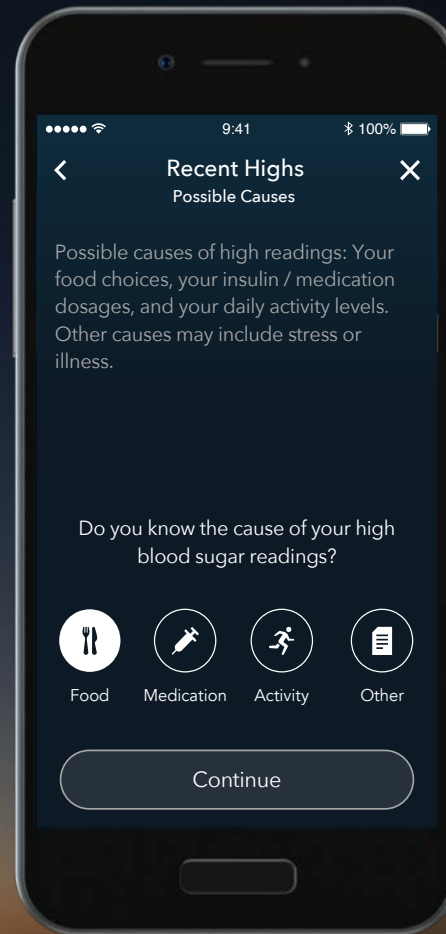 9:41
100%
Recent Highs
Possible Causes
Possible causes of high readings: Your
food choices, your insulin / medication
dosages, and your daily activity levels.
Other causes may include stress or
illness.
Do you know the cause of your high
blood sugar readings?
Food Medication Activity Other
Continue